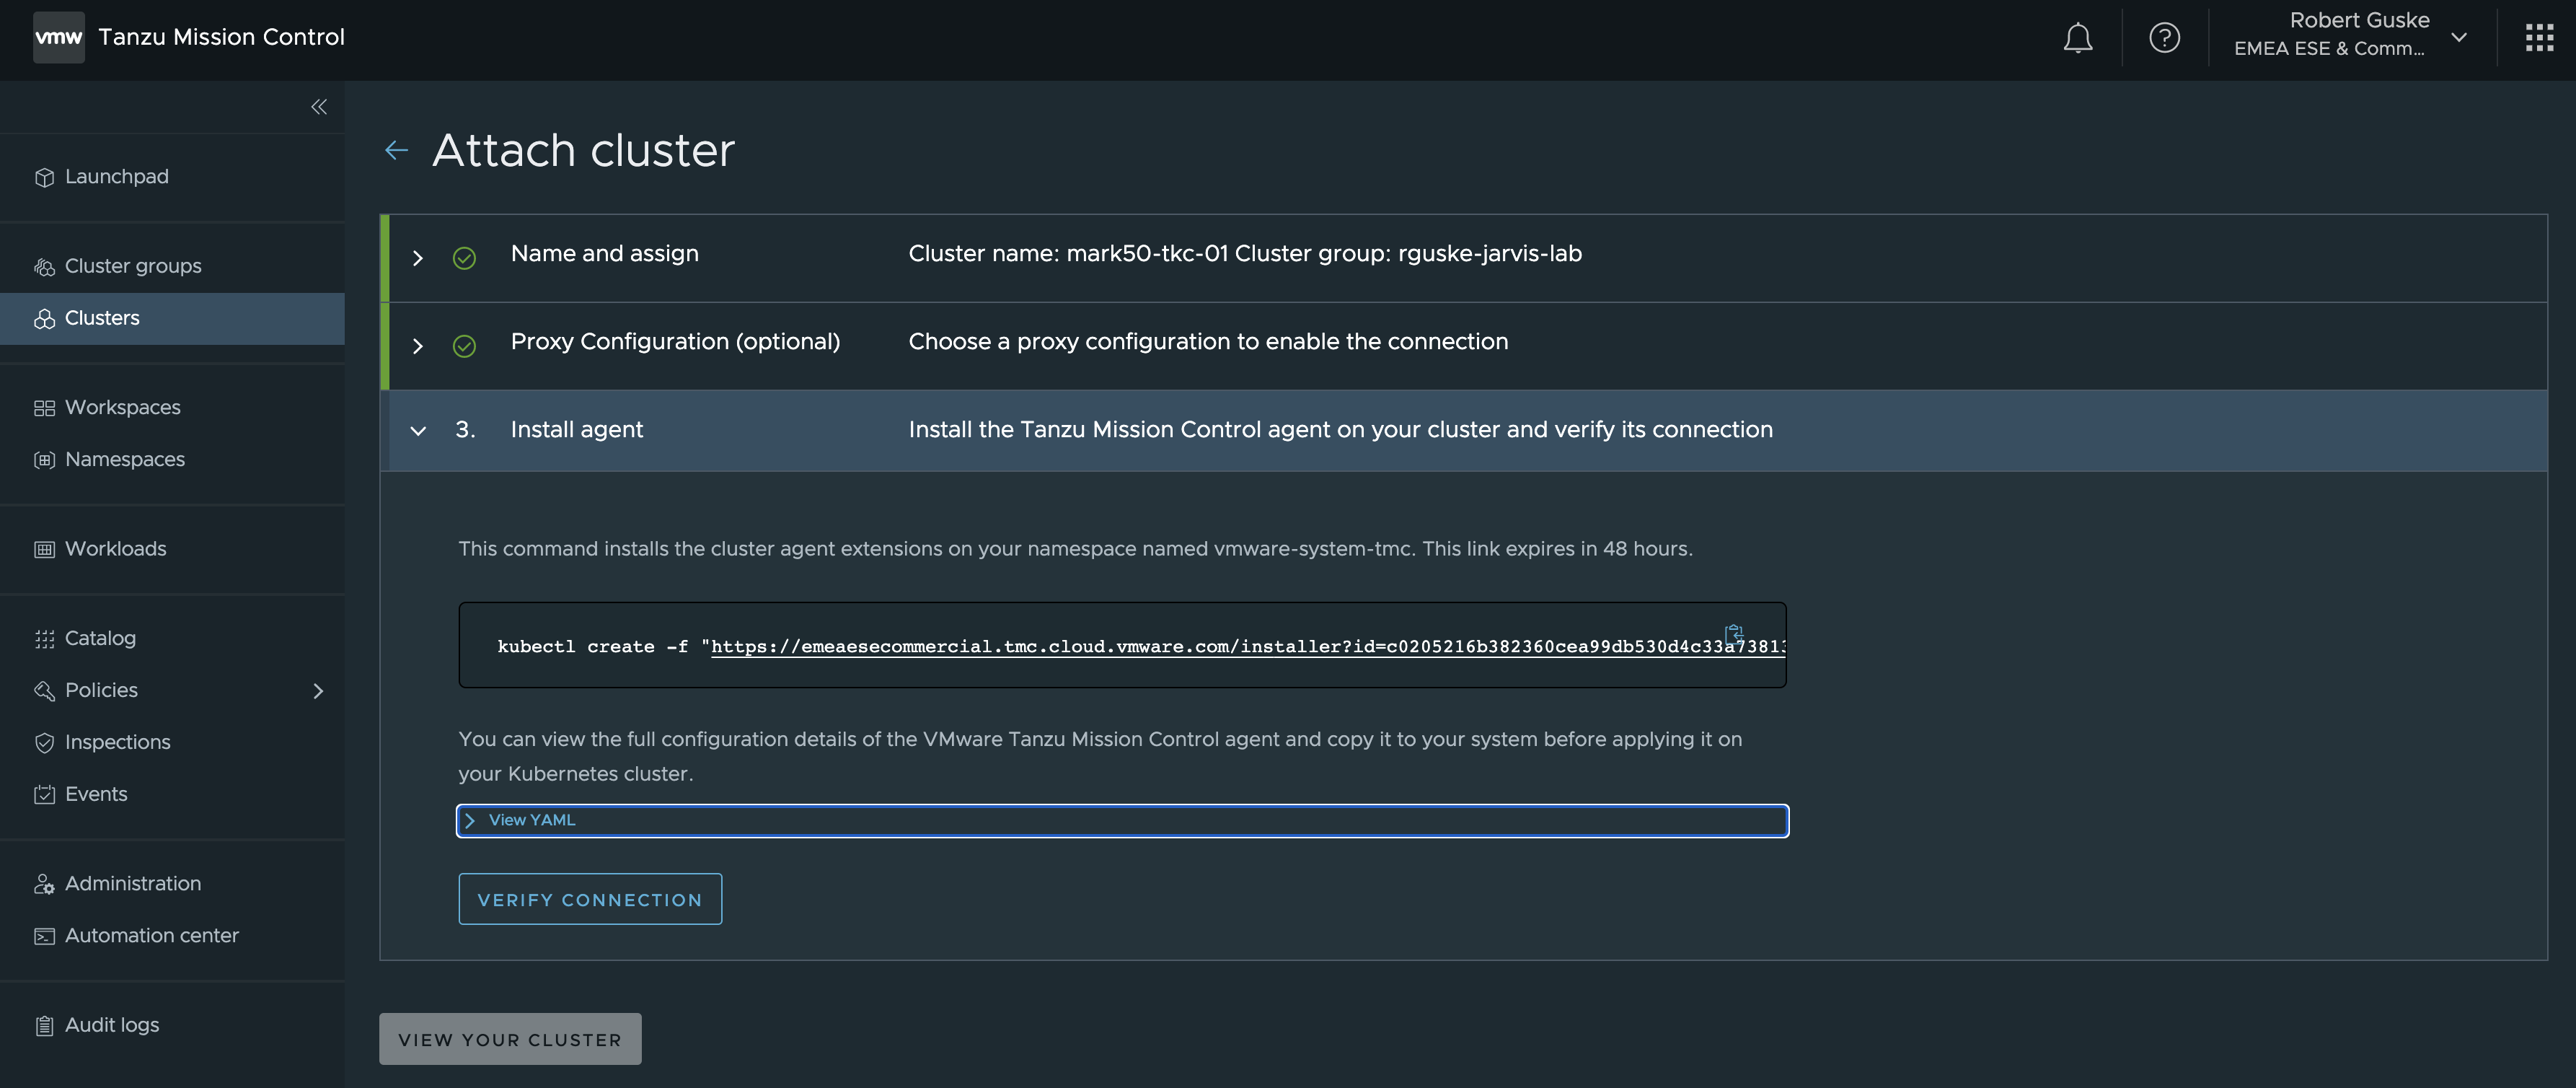 vmw Tanzu Mission Control
Robert Guske
EMEA ESE & Comm...
Launchpad
Cluster groups
Clusters
Workspaces
Namespaces
Workloads
Catalog
Policies
Inspections
Events
Administration
Automation center
Audit logs
Attach cluster
Name and assign Cluster name: mark50-tkc-01 Cluster group: rguske-jarvis-lab
Proxy Configuration (optional) Choose a proxy configuration to enable the connection
3. Install agent Install the Tanzu Mission Control agent on your cluster and verify its connection
This command installs the cluster agent extensions on your namespace named vmware-system-tmc. This link expires in 48 hours.
kubectl create -f "https://emeaesecommercial.tmc.cloud.vmware.com/installer?id=c0205216b382360cea99db530d4c33a73813
You can view the full configuration details of the VMware Tanzu Mission Control agent and copy it to your system before applying it on
your Kubernetes cluster.
View YAML
VERIFY CONNECTION
VIEW YOUR CLUSTER